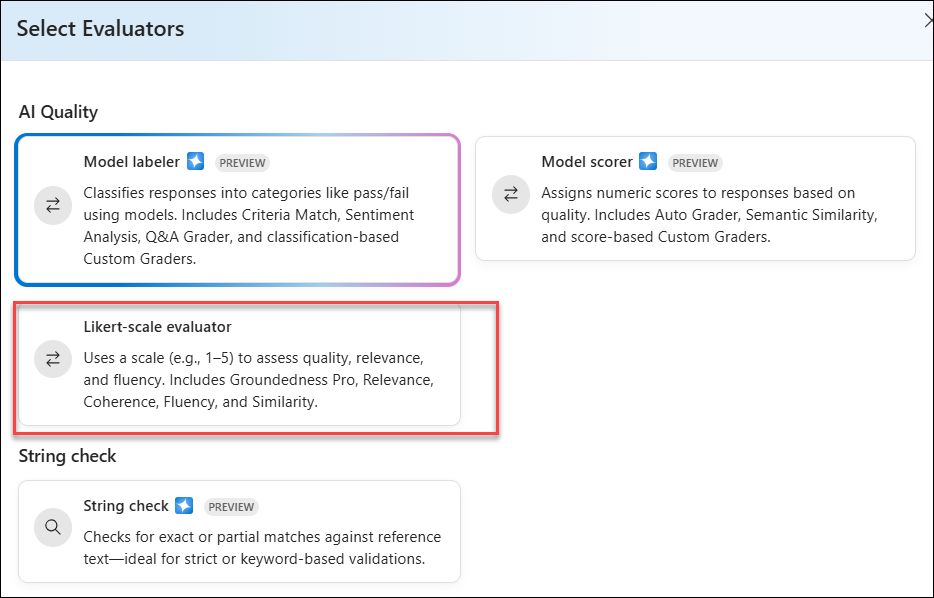 Select Evaluators
AI Quality
Model labeler PREVIEW
Classifies responses into categories like pass/fail
using models. Includes Criteria Match, Sentiment
Analysis, Q&A Grader, and classification-based
Custom Graders.
Model scorer PREVIEW
Assigns numeric scores to responses based on
quality. Includes Auto Grader, Semantic Similarity,
and score-based Custom Graders.
Likert-scale evaluator
Uses a scale (e.g., 1–5) to assess quality, relevance,
and fluency. Includes Groundedness Pro, Relevance,
Coherence, Fluency, and Similarity.
String check
String check PREVIEW
Checks for exact or partial matches against reference
text—ideal for strict or keyword-based validations.